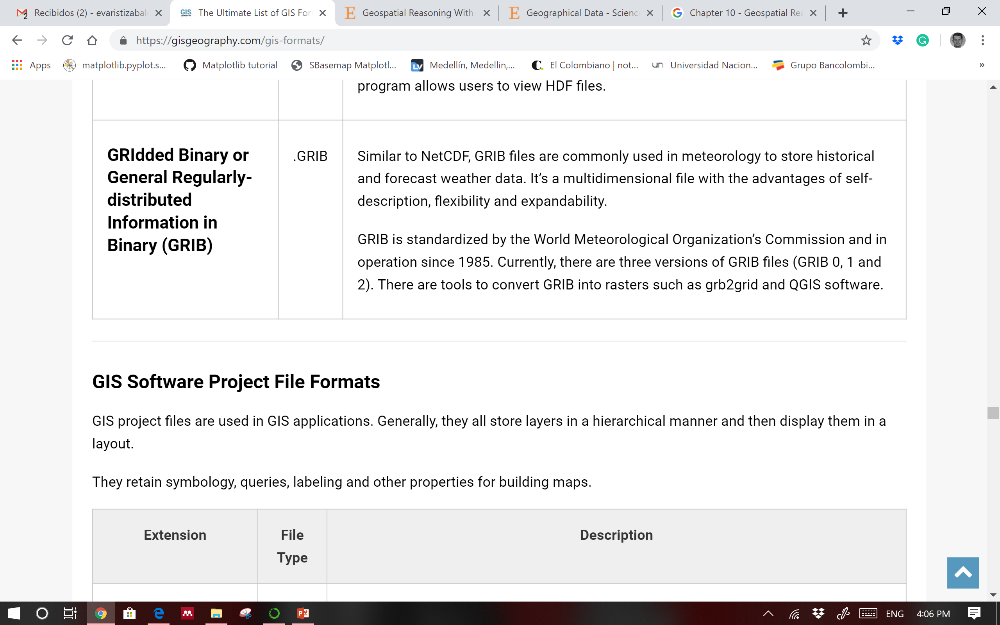 Recibidos (2) - evaristizabal
The Ultimate List of GIS For
Geospatial Reasoning With
Geographical Data - Science
Chapter 10 - Geospatial Rea
https://gisgeography.com/gis-formats/
Apps
matplotlib.pyplot.s...
Matplotlib tutorial
SBasemap Matplotl...
Medellín, Medellin,...
El Colombiano | not...
Universidad Nacion...
Grupo Bancolombi...
program allows users to view HDF files.
GRIdded Binary or
General Regularly-
distributed
Information in
Binary (GRIB)
.GRIB
Similar to NetCDF, GRIB files are commonly used in meteorology to store historical
and forecast weather data. It’s a multidimensional file with the advantages of self-
description, flexibility and expandability.
GRIB is standardized by the World Meteorological Organization’s Commission and in
operation since 1985. Currently, there are three versions of GRIB files (GRIB 0, 1 and
2). There are tools to convert GRIB into rasters such as grb2grid and QGIS software.
GIS Software Project File Formats
GIS project files are used in GIS applications. Generally, they all store layers in a hierarchical manner and then display them in a
layout.
They retain symbology, queries, labeling and other properties for building maps.
Extension
File
Type
Description
ENG
4:06 PM